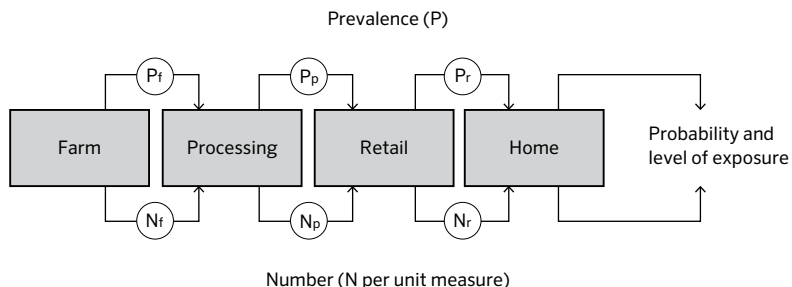 Prevalence (P)
Pf
Pp
Pr
Farm
Processing
Retail
Home
Probability and
level of exposure
Nf
Np
Nr
Number (N per unit measure)